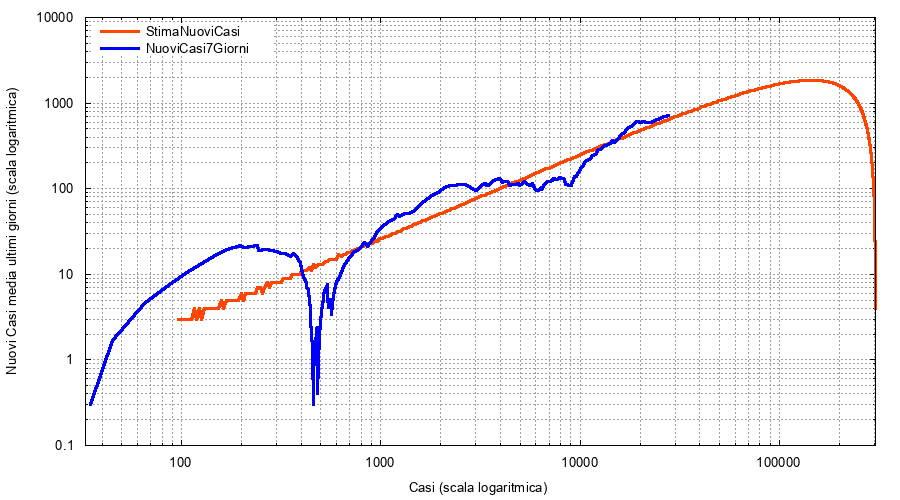 10000
1000
100
10
1
0.1
StimaNuoviCasi
NuoviCasi7Giorni
Nuovi Casi media ultimi giorni (scala logaritmica)
100
1000
10000
100000
Casi (scala logaritmica)